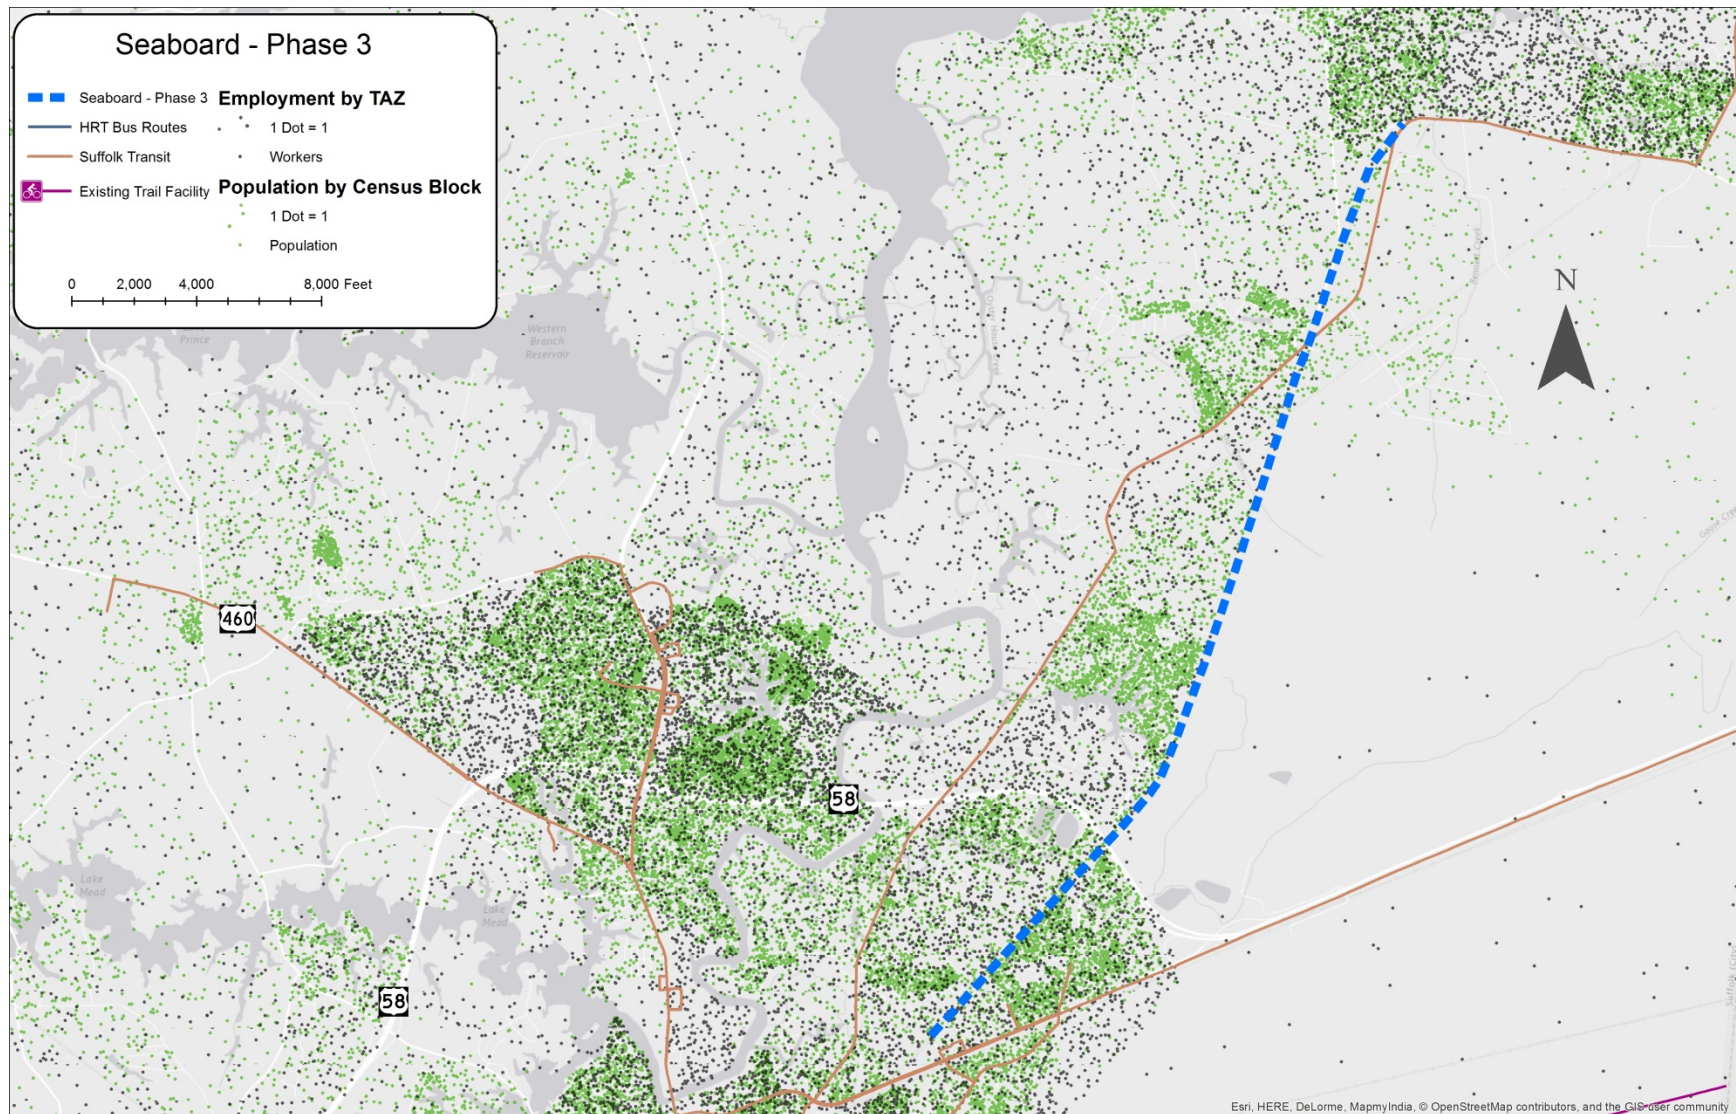 Seaboard - Phase 3
Seaboard - Phase 3
HRT Bus Routes
Suffolk Transit
Existing Trail Facility
Employment by TAZ
1 Dot = 1
Workers
Population by Census Block
1 Dot = 1
Population
0 2,000 4,000 8,000 Feet
Prince
Western
Branch
Reservoir
N
460
58
Lake
Mead
Lake
Mead
58
Esri, HERE, DeLorme, MapmyIndia, © OpenStreetMap contributors, and the GIS user community